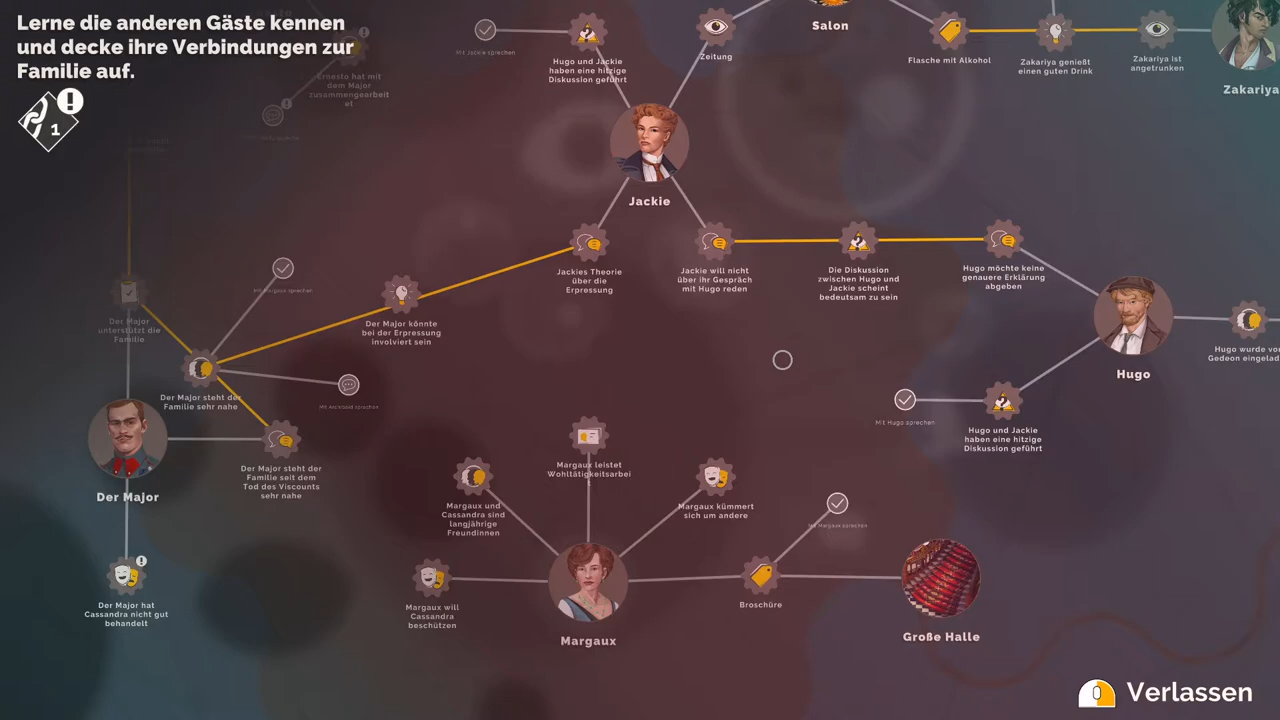 Lerne die anderen Gäste kennen
und decke ihre Verbindungen zur
Familie auf.
1
Ernesto hat mit
dem Major
zusammengearbeit
et
Mit Jackie sprechen
Hugo und Jackie
haben eine hitzige
Diskussion geführt
Zeitung
Salon
Flasche mit Alkohol
Zakariya genießt
einen guten Drink
Zakariya ist
angetrunken
Zakariya
Jackie
Jackies Theorie
über die
Erpressung
Jackie will nicht
über ihr Gespräch
mit Hugo reden
Die Diskussion
zwischen Hugo und
Jackie scheint
bedeutsam zu sein
Hugo möchte keine
genauere Erklärung
abgeben
Mit Margaux sprechen
Der Major
unterstützt die
Familie
Der Major könnte
bei der Erpressung
involviert sein
Hugo wurde von
Gedeon eingelad
Hugo
Der Major steht der
Familie sehr nahe
Mit Archibald sprechen
Mit Hugo sprechen
Hugo und Jackie
haben eine hitzige
Diskussion geführt
Der Major
Der Major steht der
Familie seit dem
Tod des Viscounts
sehr nahe
Margaux leistet
Wohltätigkeitsarbei
t
Margaux und
Cassandra sind
langjährige
Freundinnen
Margaux kümmert
sich um andere
Mit Margaux sprechen
Der Major hat
Cassandra nicht gut
behandelt
Margaux will
Cassandra
beschützen
Margaux
Broschüre
Große Halle
Verlassen